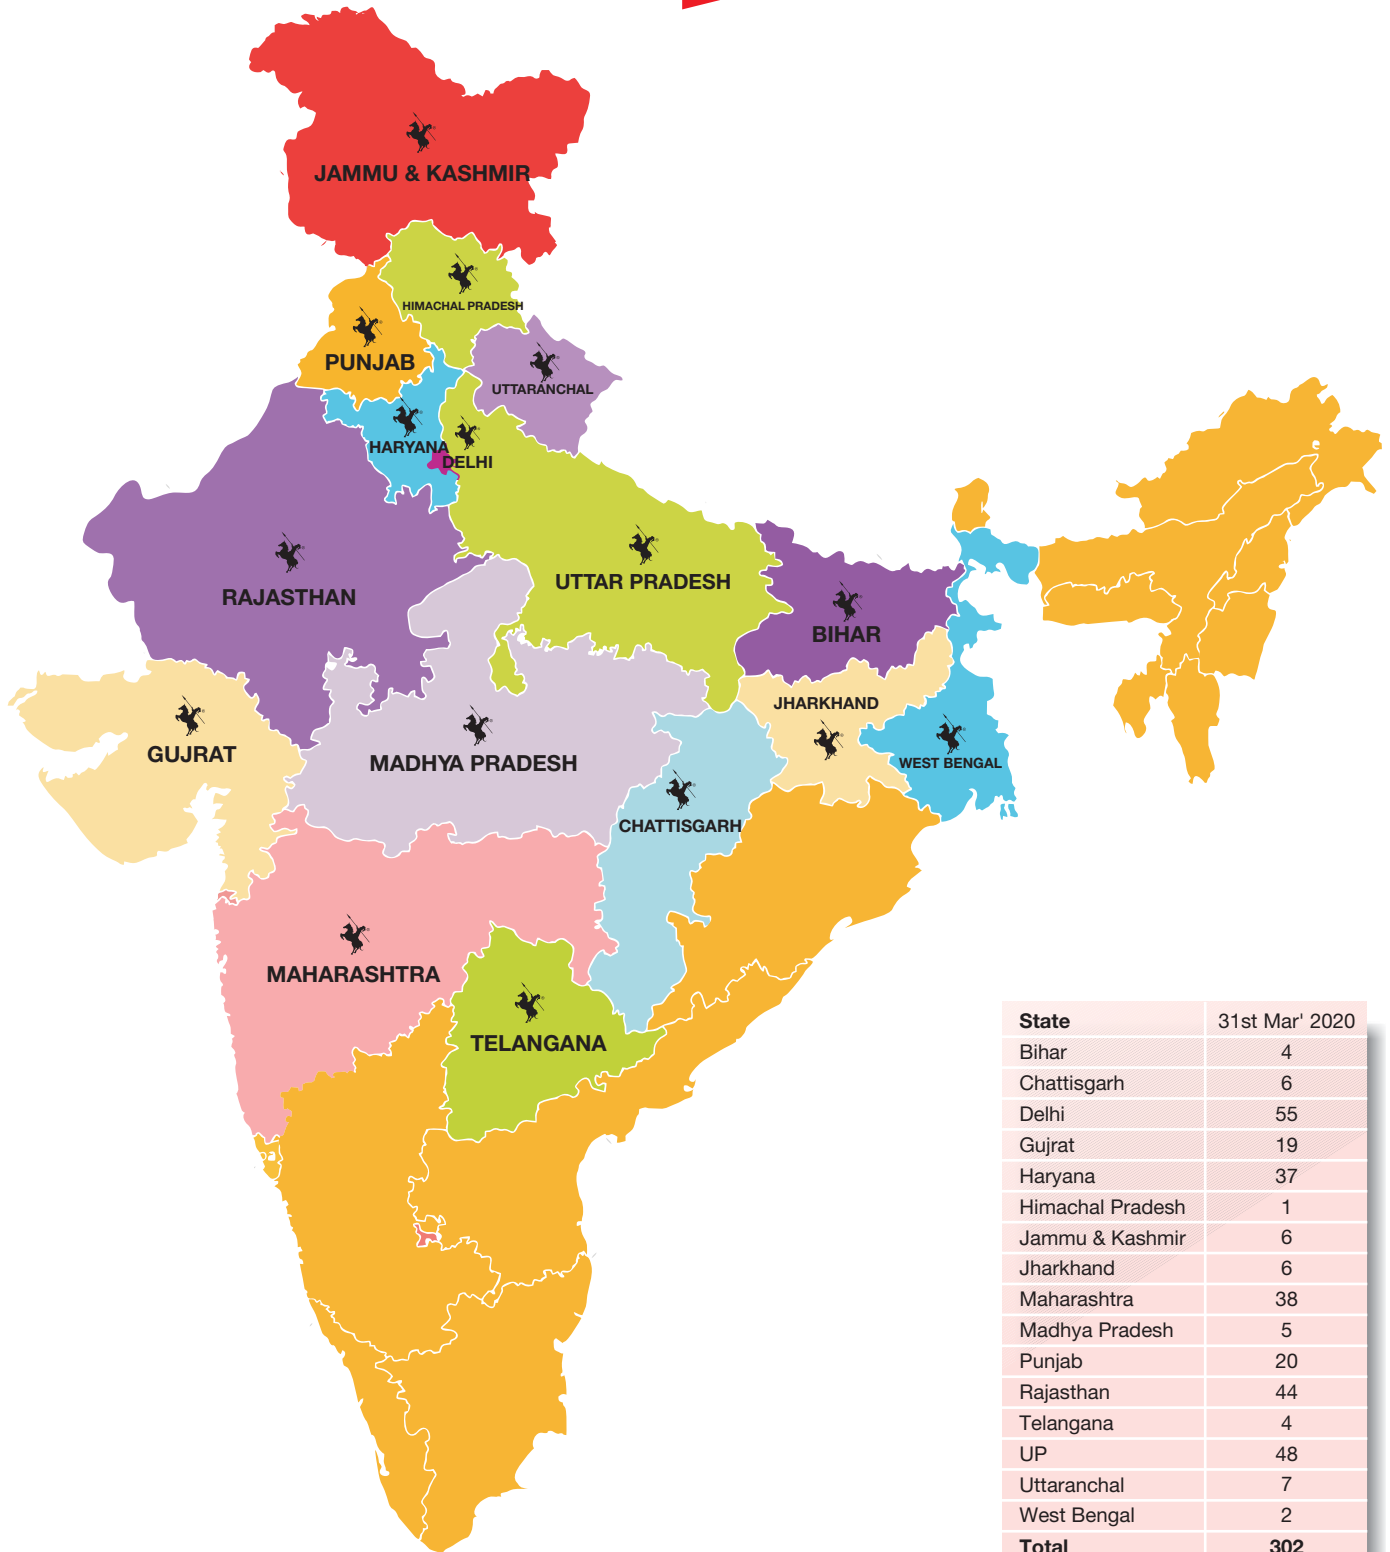 JAMMU & KASHMIR
HIMACHAL PRADESH
PUNJAB
UTTARANCHAL
HARYANA
DELHI
RAJASTHAN
UTTAR PRADESH
BIHAR
JHARKHAND
GUJRAT
MADHYA PRADESH
WEST BENGAL
CHATTISGARH
MAHARASHTRA
TELANGANA
State 31st Mar' 2020
Bihar 4
Chattisgarh 6
Delhi 55
Gujrat 19
Haryana 37
Himachal Pradesh 1
Jammu & Kashmir 6
Jharkhand 6
Maharashtra 38
Madhya Pradesh 5
Punjab 20
Rajasthan 44
Telangana 4
UP 48
Uttaranchal 7
West Bengal 2
Total 302